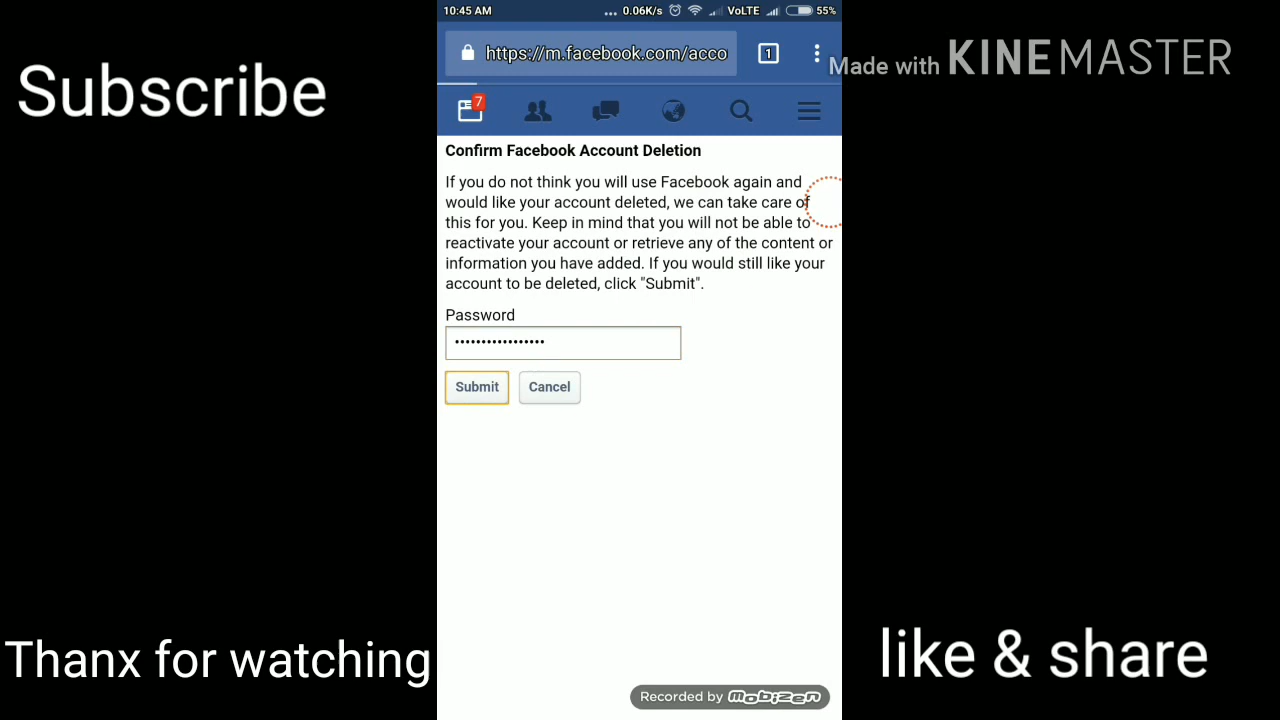 10:45 AM ... 0.06K/s VoLTE 55%
https://m.facebook.com/acco 1
Made with KINEMASTER
Subscribe
7
Confirm Facebook Account Deletion
If you do not think you will use Facebook again and
would like your account deleted, we can take care of
this for you. Keep in mind that you will not be able to
reactivate your account or retrieve any of the content or
information you have added. If you would still like your
account to be deleted, click "Submit".
Password
•••••••••••••••••
Submit Cancel
Thanx for watching
like & share
Recorded by mobizen